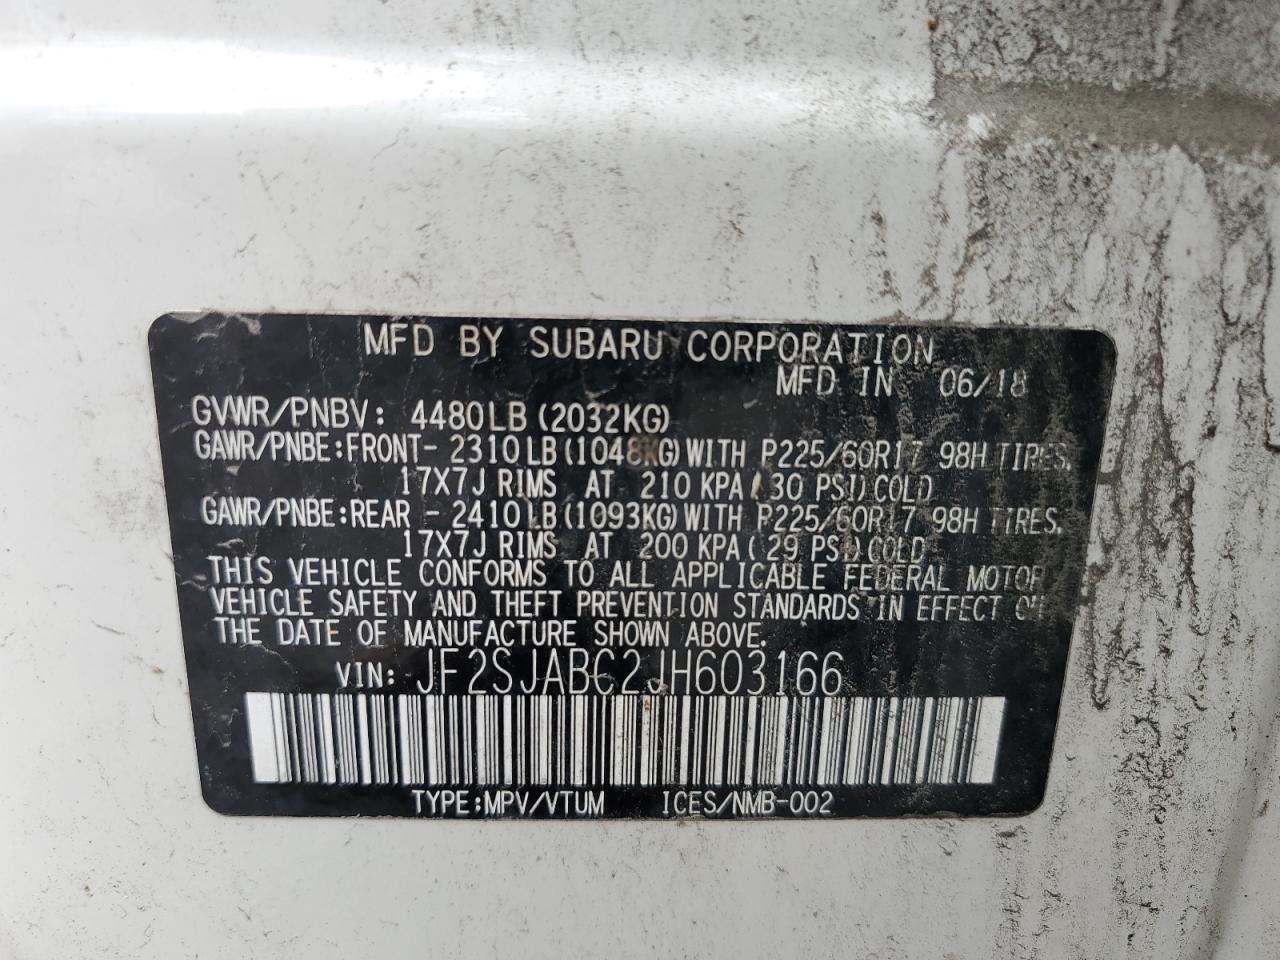 MFD BY SUBARU CORPORATION
MFD IN 06/18
GVWR/PNBV: 4480LB (2032KG)
GAWR/PNBE:FRONT- 2310LB(1048KG)WITH P225/60R17 98H TIRES.
17X7J RIMS AT 210 KPA(30 PSI)COLD
GAWR/PNBE:REAR - 2410LB(1093KG)WITH P225/60R17 98H TIRES.
17X7J RIMS AT 200 KPA(29 PSI)COLD
THIS VEHICLE CONFORMS TO ALL APPLICABLE FEDERAL MOTOR
VEHICLE SAFETY AND THEFT PREVENTION STANDARDS IN EFFECT ON
THE DATE OF MANUFACTURE SHOWN ABOVE.
VIN: JF2SJABC2JH603166
TYPE:MPV/VTUM ICES/NMB-002